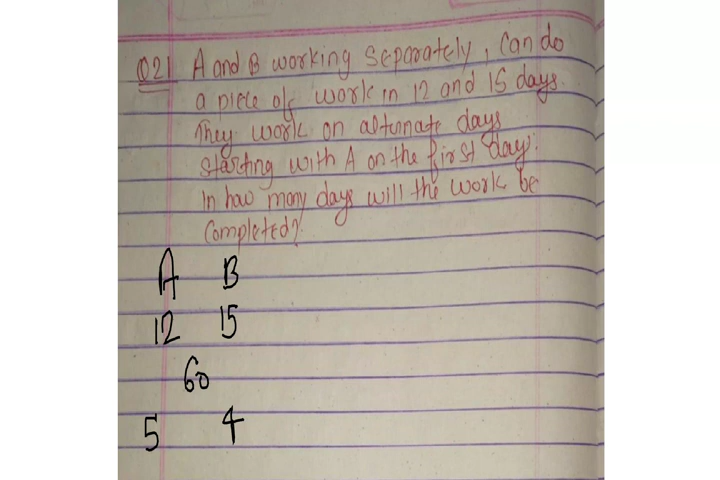 Q21 A and B working separately, can do
a piece of work in 12 and 15 days.
They work on alternate days
starting with A on the first day.
In how many days will the work be
completed?
A B
12 15
60
5 4